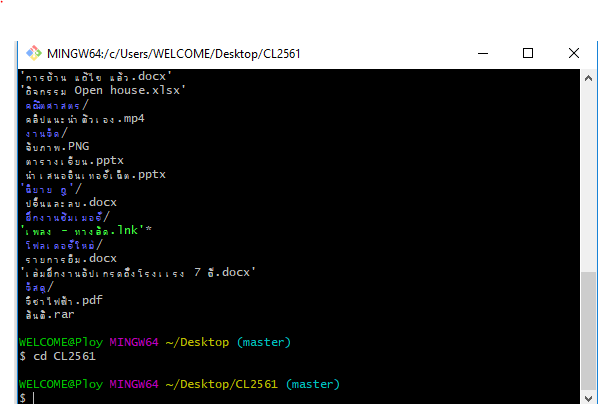 MINGW64:/c/Users/WELCOME/Desktop/CL2561
'การบ้าน แก้ไข แล้ว.docx'
'กิจกรรม Open house.xlsx'
คณิตศาสตร/
คลิปแนะนำตัวเอง.mp4
งานวัด/
จับภาพ.PNG
ตารางเรียน.pptx
นำเสนออินเทอร์เน็ต.pptx
'นิยาย กู'/
ปริ้นและลบ.docx
ฝึกงานซัมเมอร์/
'เพลง - ทางลัด.lnk'*
โฟลเดอร์ใหม่/
รายการยืม.docx
'เล่มฝึกงานอัปเกรดถึงโรงแรง 7 ดี.docx'
วัสดุ/
วิชาไฟฟ้า.pdf
สันติ.rar
WELCOME@Ploy MINGW64 ~/Desktop (master)
$ cd CL2561
WELCOME@Ploy MINGW64 ~/Desktop/CL2561 (master)
$